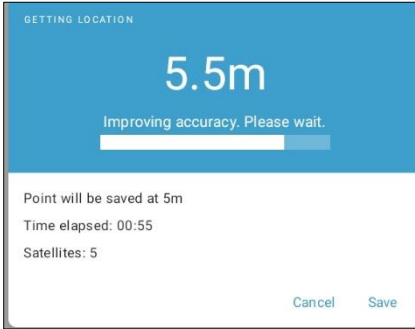 GETTING LOCATION
5.5m
Improving accuracy. Please wait.
Point will be saved at 5m
Time elapsed: 00:55
Satellites: 5
Cancel Save